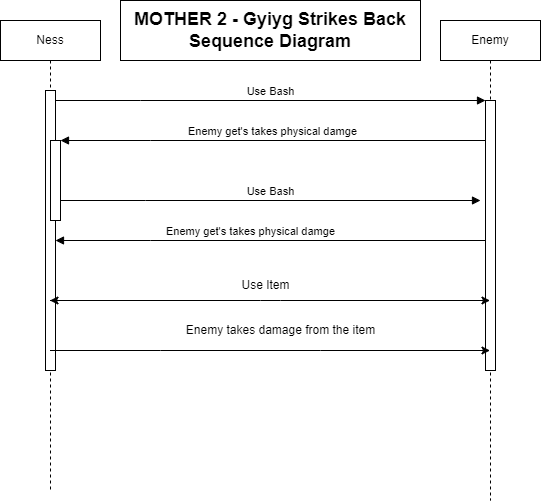 MOTHER 2 - Gyiyg Strikes Back
Sequence Diagram
Ness
Enemy
Use Bash
Enemy get's takes physical damge
Use Bash
Enemy get's takes physical damge
Use Item
Enemy takes damage from the item